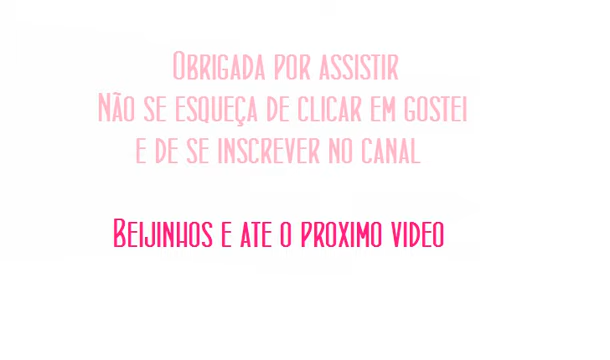 Obrigada por assistir
Não se esqueça de clicar em gostei
e de se inscrever no canal
Beijinhos e ate o proximo video